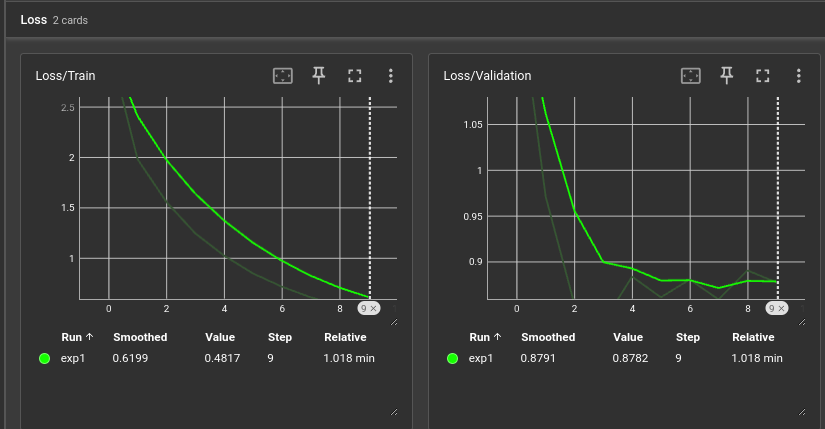 Loss 2 cards
Loss/Train
2.5
2
1.5
1
0 2 4 6 8 9 ×
Run ↑ Smoothed Value Step Relative
exp1 0.6199 0.4817 9 1.018 min
Loss/Validation
1.05
1
0.95
0.9
0 2 4 6 8 9 ×
Run ↑ Smoothed Value Step Relative
exp1 0.8791 0.8782 9 1.018 min